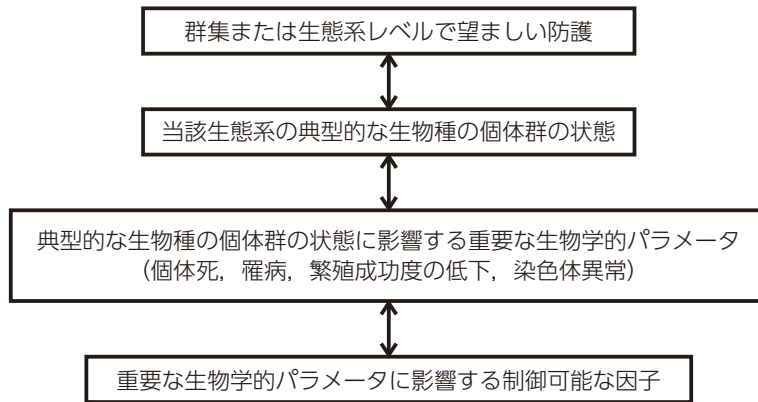 群集または生態系レベルで望ましい防護
当該生態系の典型的な生物種の個体群の状態
典型的な生物種の個体群の状態に影響する重要な生物学的パラメータ
（個体死，罹病，繁殖成功度の低下，染色体異常）
重要な生物学的パラメータに影響する制御可能な因子